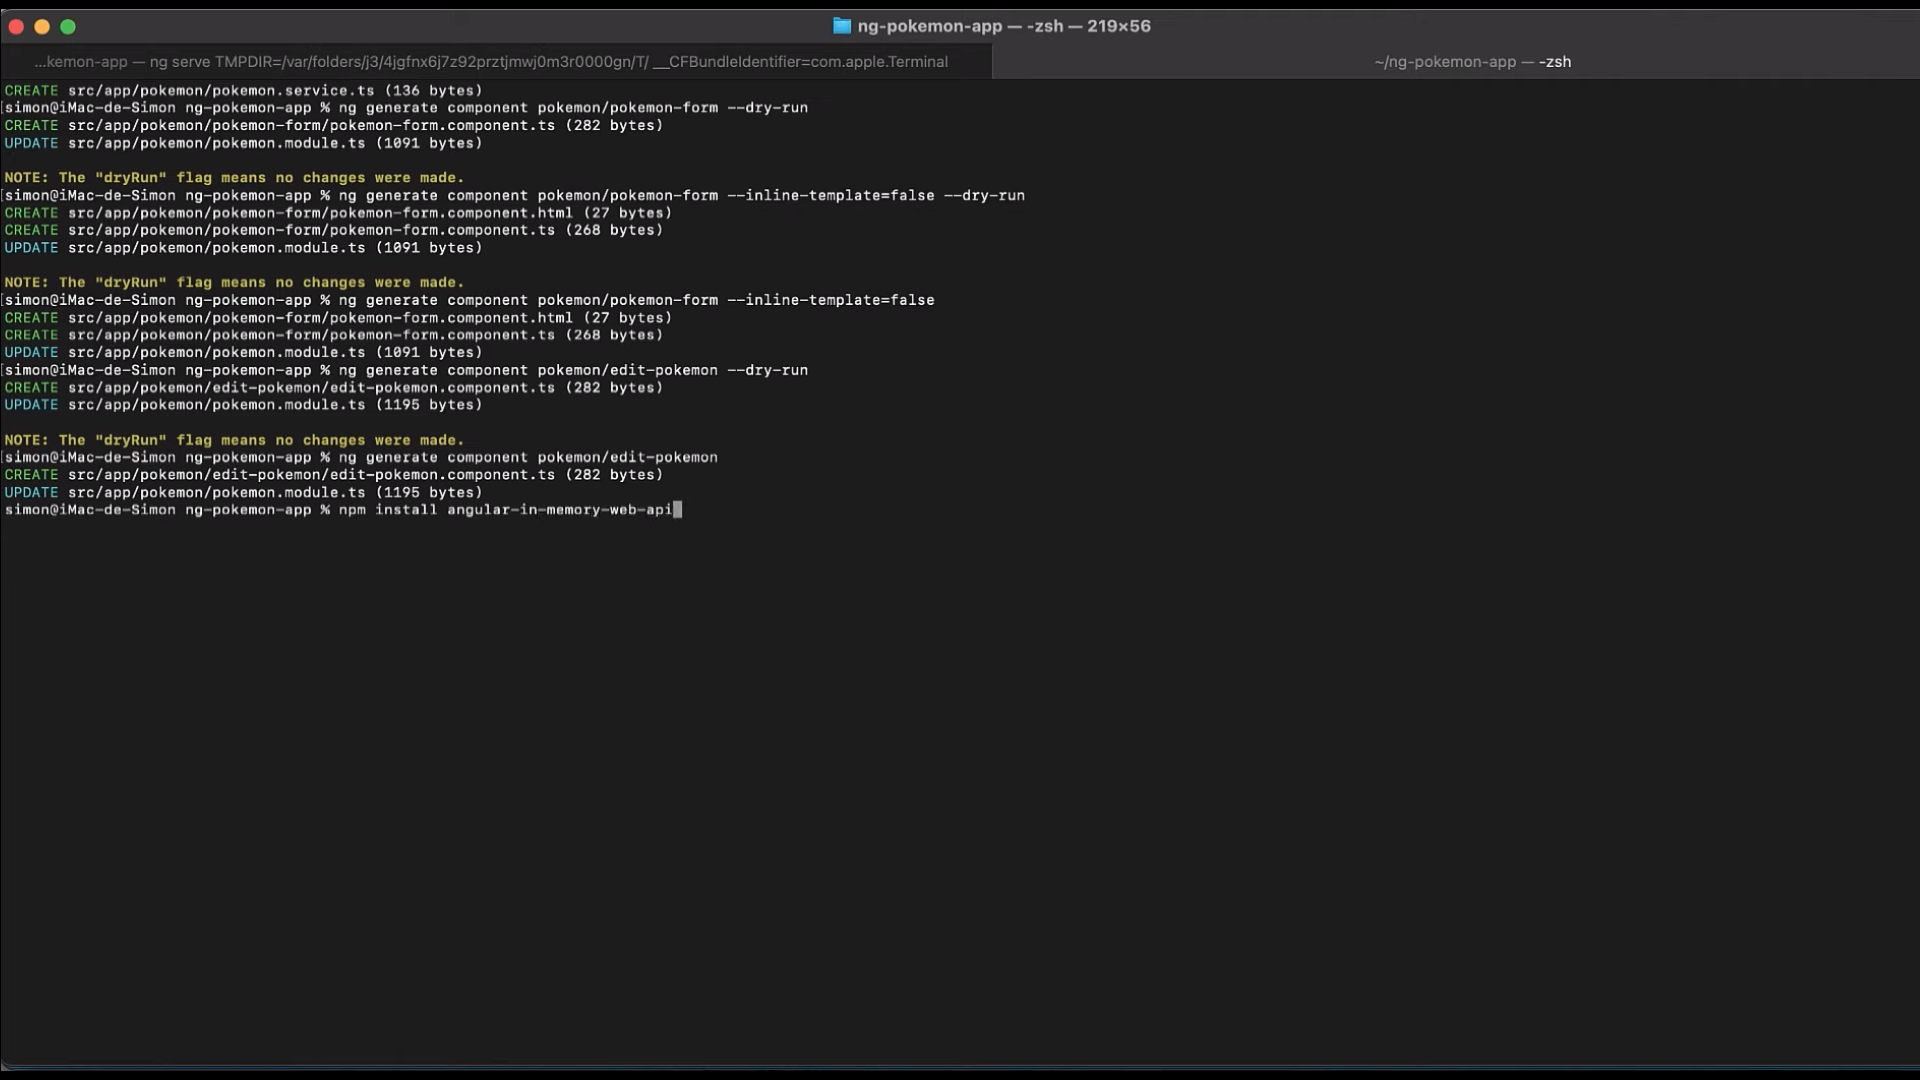 ng-pokemon-app — -zsh — 219×56
...kemon-app — ng serve TMPDIR=/var/folders/j3/4jgfnx6j7z92prztjmwj0m3r0000gn/T/ __CFBundleIdentifier=com.apple.Terminal
~/ng-pokemon-app — -zsh
CREATE src/app/pokemon/pokemon.service.ts (136 bytes)
[simon@iMac-de-Simon ng-pokemon-app % ng generate component pokemon/pokemon-form --dry-run
CREATE src/app/pokemon/pokemon-form/pokemon-form.component.ts (282 bytes)
UPDATE src/app/pokemon/pokemon.module.ts (1091 bytes)
NOTE: The "dryRun" flag means no changes were made.
[simon@iMac-de-Simon ng-pokemon-app % ng generate component pokemon/pokemon-form --inline-template=false --dry-run
CREATE src/app/pokemon/pokemon-form/pokemon-form.component.html (27 bytes)
CREATE src/app/pokemon/pokemon-form/pokemon-form.component.ts (268 bytes)
UPDATE src/app/pokemon/pokemon.module.ts (1091 bytes)
NOTE: The "dryRun" flag means no changes were made.
[simon@iMac-de-Simon ng-pokemon-app % ng generate component pokemon/pokemon-form --inline-template=false
CREATE src/app/pokemon/pokemon-form/pokemon-form.component.html (27 bytes)
CREATE src/app/pokemon/pokemon-form/pokemon-form.component.ts (268 bytes)
UPDATE src/app/pokemon/pokemon.module.ts (1091 bytes)
[simon@iMac-de-Simon ng-pokemon-app % ng generate component pokemon/edit-pokemon --dry-run
CREATE src/app/pokemon/edit-pokemon/edit-pokemon.component.ts (282 bytes)
UPDATE src/app/pokemon/pokemon.module.ts (1195 bytes)
NOTE: The "dryRun" flag means no changes were made.
[simon@iMac-de-Simon ng-pokemon-app % ng generate component pokemon/edit-pokemon
CREATE src/app/pokemon/edit-pokemon/edit-pokemon.component.ts (282 bytes)
UPDATE src/app/pokemon/pokemon.module.ts (1195 bytes)
simon@iMac-de-Simon ng-pokemon-app % npm install angular-in-memory-web-api